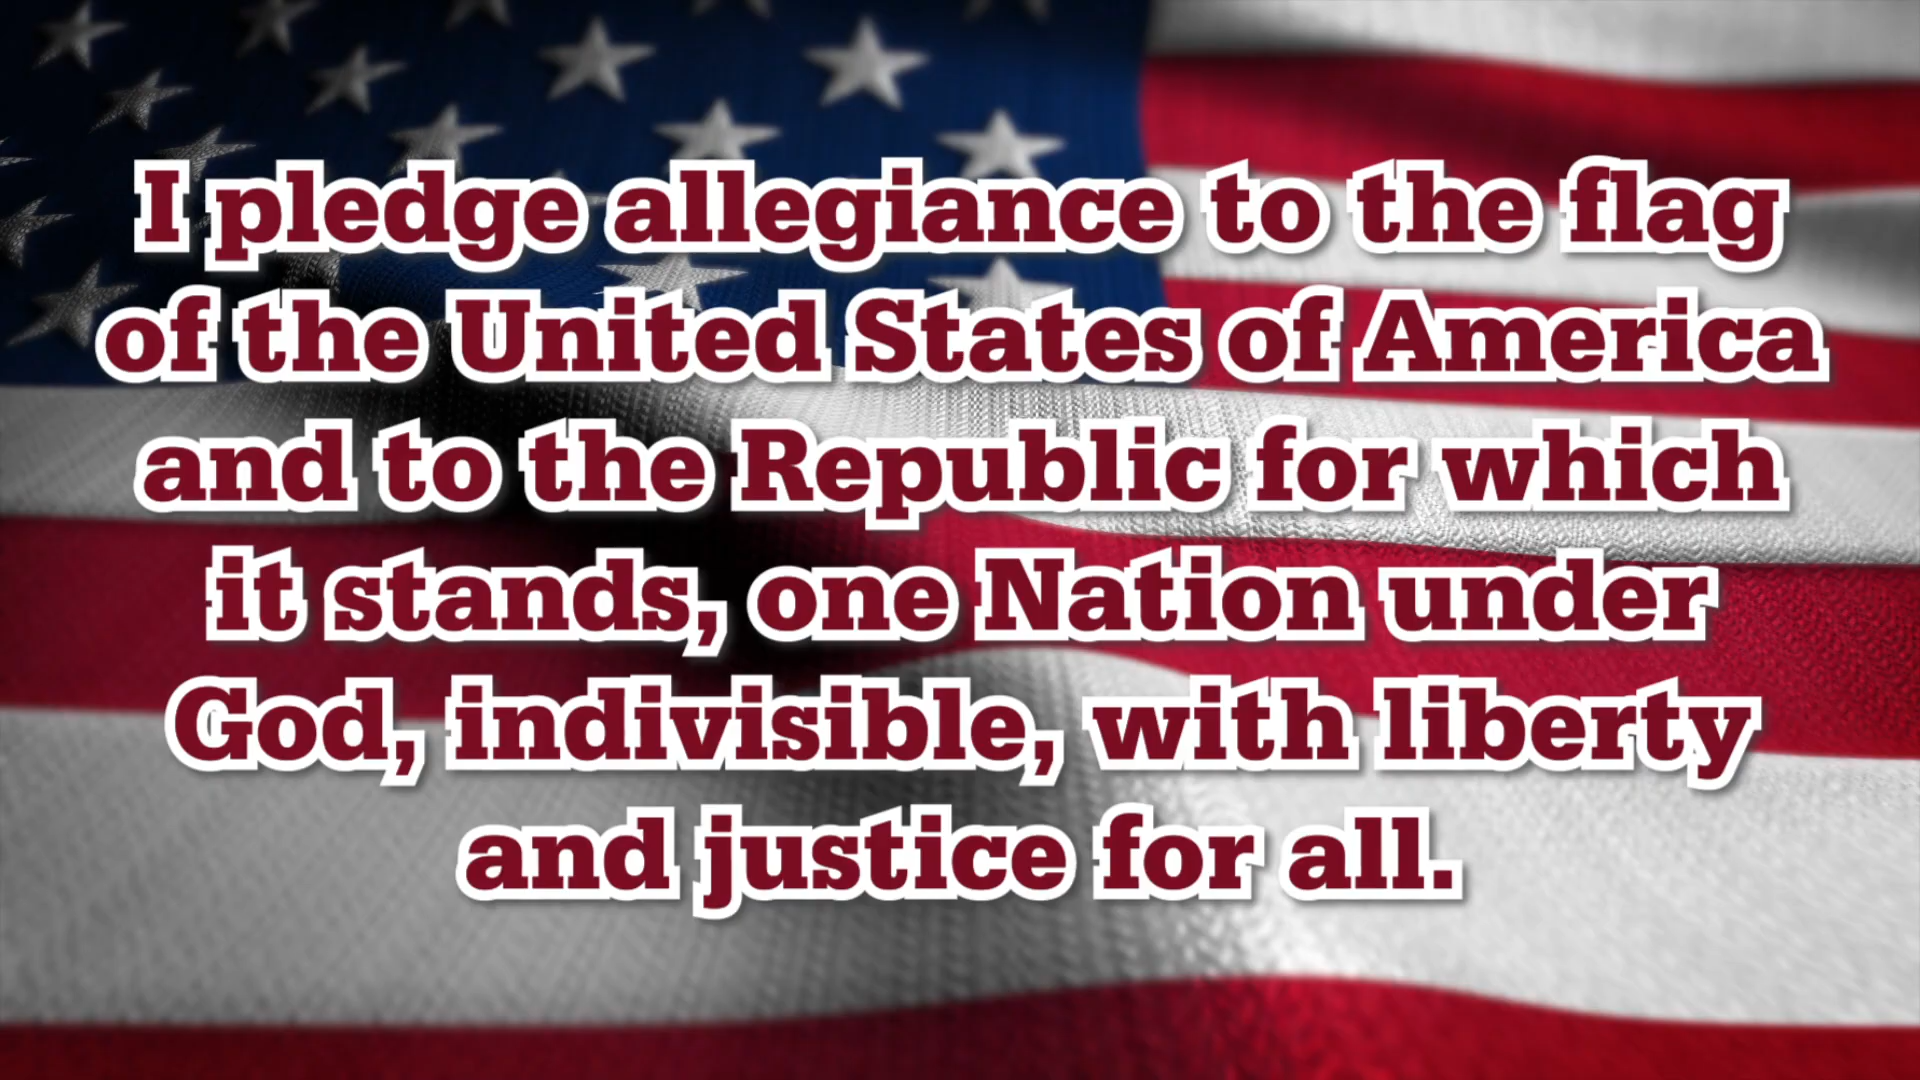 I pledge allegiance to the flag
of the United States of America
and to the Republic for which
it stands, one Nation under
God, indivisible, with liberty
and justice for all.